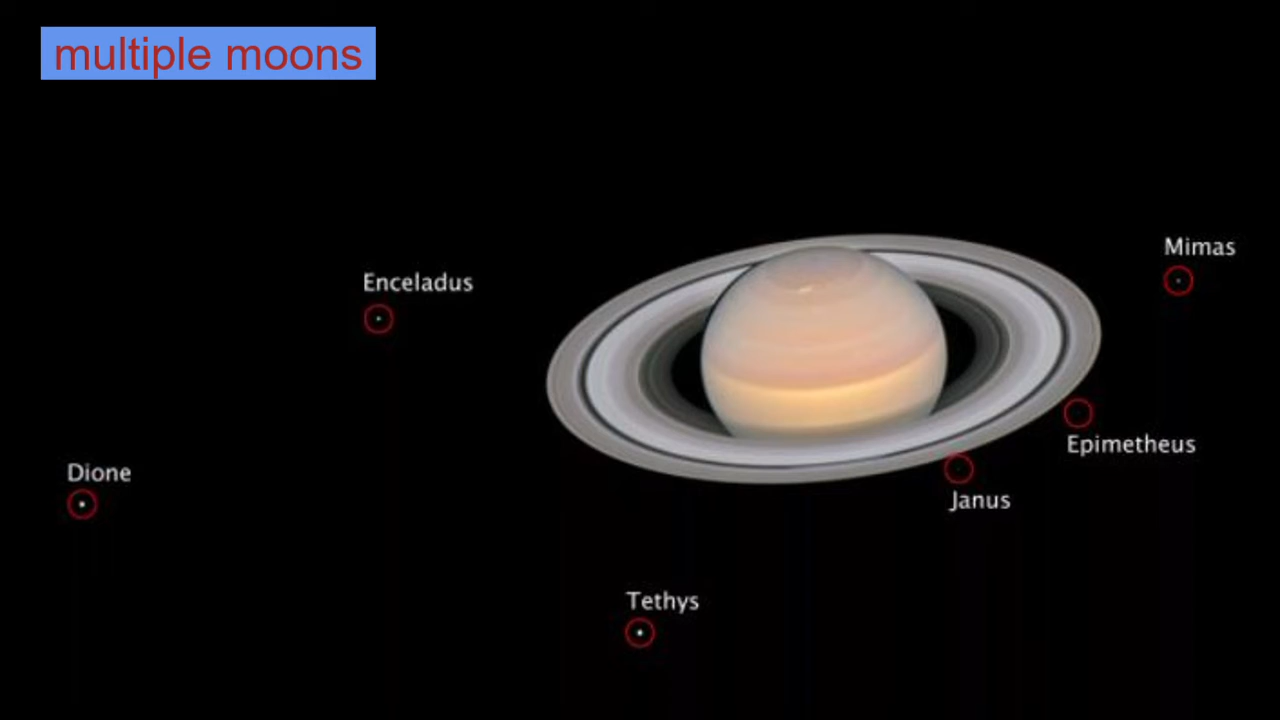 multiple moons
Mimas
Enceladus
Epimetheus
Dione
Janus
Tethys